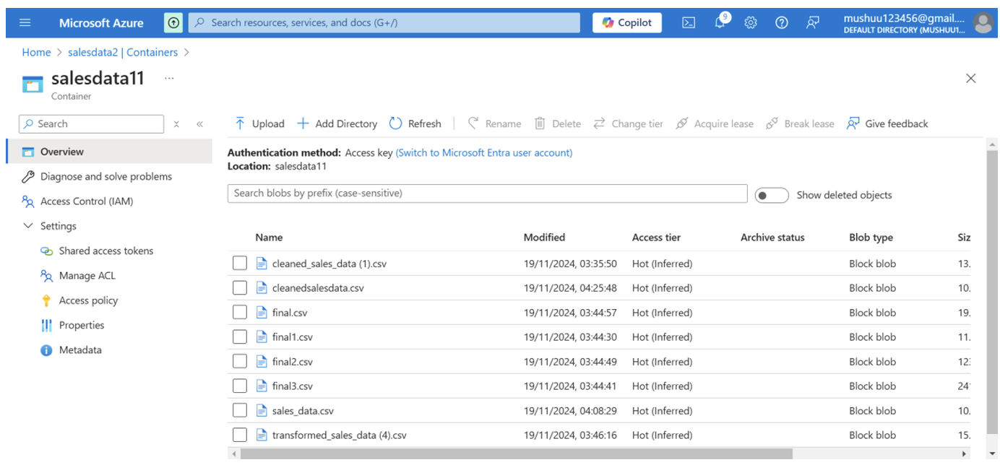 Microsoft Azure
Search resources, services, and docs (G+/)
Copilot
9
mushuu123456@gmail....
DEFAULT DIRECTORY (MUSHUU1...
Home > salesdata2 | Containers >
salesdata11 ...
Container
Search
Overview
Diagnose and solve problems
Access Control (IAM)
Settings
Shared access tokens
Manage ACL
Access policy
Properties
Metadata
Upload Add Directory Refresh Rename Delete Change tier Acquire lease Break lease Give feedback
Authentication method: Access key (Switch to Microsoft Entra user account)
Location: salesdata11
Search blobs by prefix (case-sensitive)
Show deleted objects
Name Modified Access tier Archive status Blob type Siz
cleaned_sales_data (1).csv 19/11/2024, 03:35:50 Hot (Inferred) Block blob 13.
cleanedsalesdata.csv 19/11/2024, 04:25:48 Hot (Inferred) Block blob 10.
final.csv 19/11/2024, 03:44:57 Hot (Inferred) Block blob 19.
final1.csv 19/11/2024, 03:44:30 Hot (Inferred) Block blob 11.
final2.csv 19/11/2024, 03:44:49 Hot (Inferred) Block blob 12
final3.csv 19/11/2024, 03:44:41 Hot (Inferred) Block blob 24
sales_data.csv 19/11/2024, 04:08:29 Hot (Inferred) Block blob 10.
transformed_sales_data (4).csv 19/11/2024, 03:46:16 Hot (Inferred) Block blob 15.